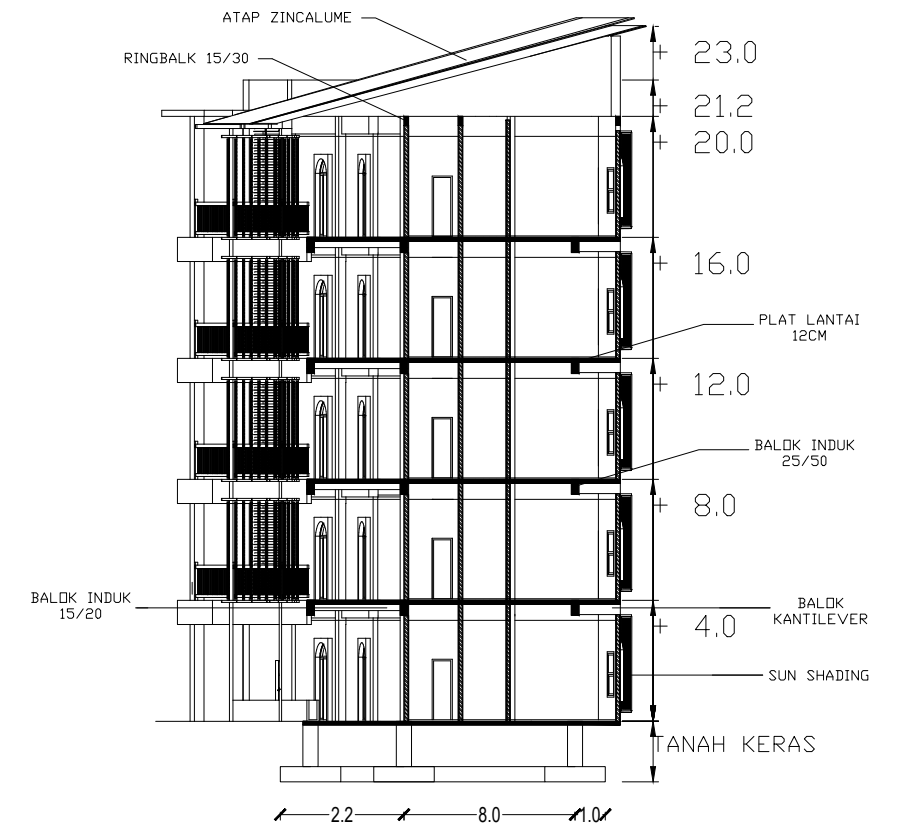 ATAP ZINCALUME
RINGBALK 15/30
+ 23.0
+ 21.2
+ 20.0
+ 16.0
PLAT LANTAI
12CM
+ 12.0
BALOK INDUK
25/50
+ 8.0
BALOK INDUK
15/20
BALOK
KANTILEVER
+ 4.0
SUN SHADING
TANAH KERAS
2.2 8.0 1.0